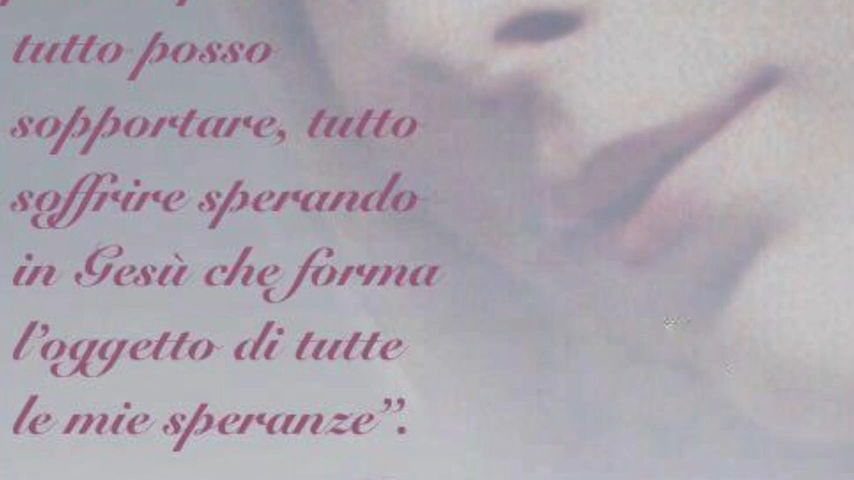 tutto posso
sopportare, tutto
soffrire sperando
in Gesù che forma
l’oggetto di tutte
le mie speranze”.